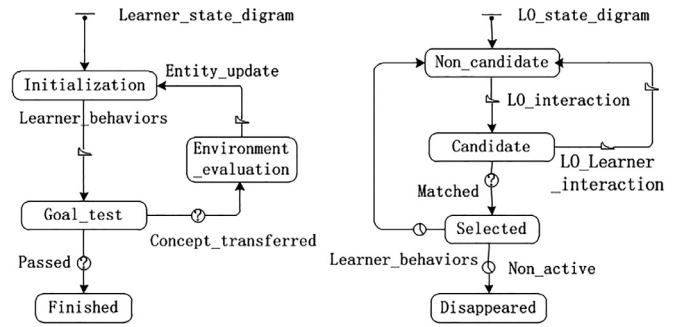 Learner_state_digram
Initialization
Entity_update
Learner_behaviors
Environment
_evaluation
Goal_test
Concept_transferred
Passed
?
?
Finished
LO_state_digram
Non_candidate
LO_interaction
Candidate
LO_Learner
_interaction
Matched
?
Selected
Learner_behaviors
Non_active
Disappeared